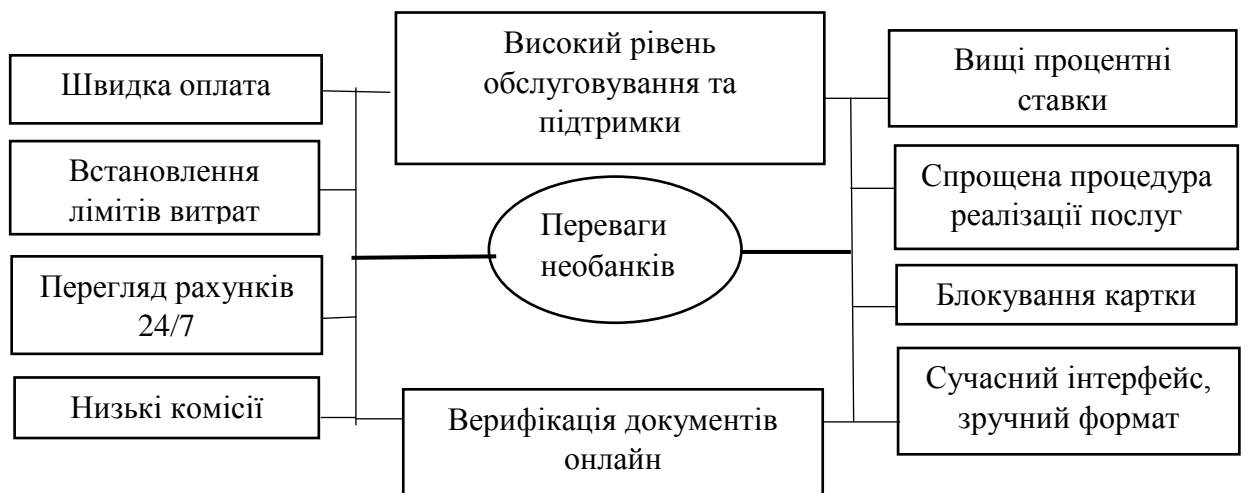 Швидка оплата
Встановлення
лімітів витрат
Перегляд рахунків
24/7
Низькі комісії
Високий рівень
обслуговування та
підтримки
Переваги
необанків
Верифікація документів
онлайн
Вищі процентні
ставки
Спрощена процедура
реалізації послуг
Блокування картки
Сучасний інтерфейс,
зручний формат